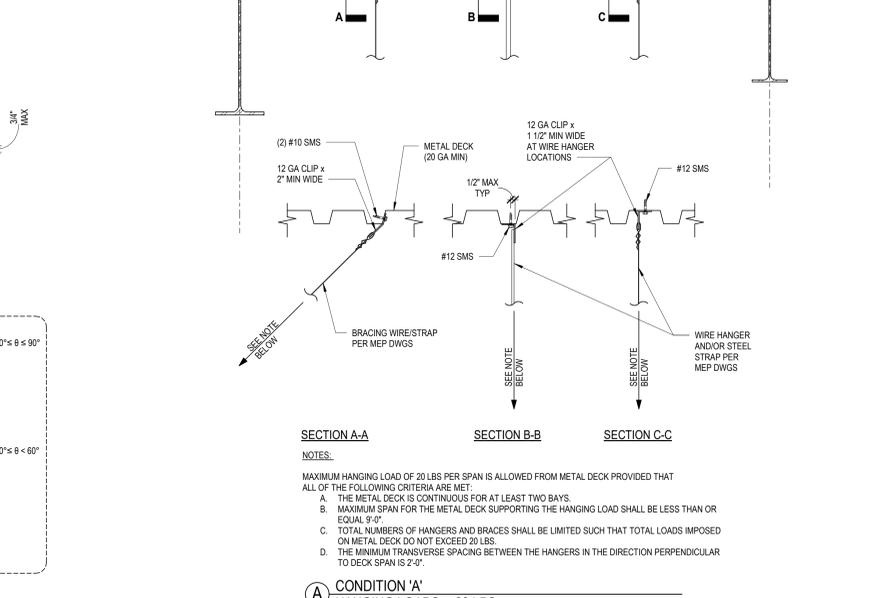 A
B
C
3/4"
MAX
12 GA CLIP x
1 1/2" MIN WIDE
AT WIRE HANGER
LOCATIONS
(2) #10 SMS
METAL DECK
(20 GA MIN)
12 GA CLIP x
2" MIN WIDE
1/2" MAX
TYP
#12 SMS
#12 SMS
BRACING WIRE/STRAP
PER MEP DWGS
WIRE HANGER
AND/OR STEEL
STRAP PER
MEP DWGS
SEE NOTE
BELOW
SEE NOTE
BELOW
SEE NOTE
BELOW
0°≤ θ ≤ 90°
0°≤ θ < 60°
SECTION A-A
SECTION B-B
SECTION C-C
NOTES:
MAXIMUM HANGING LOAD OF 20 LBS PER SPAN IS ALLOWED FROM METAL DECK PROVIDED THAT
ALL OF THE FOLLOWING CRITERIA ARE MET:
A. THE METAL DECK IS CONTINUOUS FOR AT LEAST TWO BAYS.
B. MAXIMUM SPAN FOR THE METAL DECK SUPPORTING THE HANGING LOAD SHALL BE LESS THAN OR
EQUAL 9'-0".
C. TOTAL NUMBERS OF HANGERS AND BRACES SHALL BE LIMITED SUCH THAT TOTAL LOADS IMPOSED
ON METAL DECK DO NOT EXCEED 20 LBS.
D. THE MINIMUM TRANSVERSE SPACING BETWEEN THE HANGERS IN THE DIRECTION PERPENDICULAR
TO DECK SPAN IS 2'-0".
A CONDITION 'A'